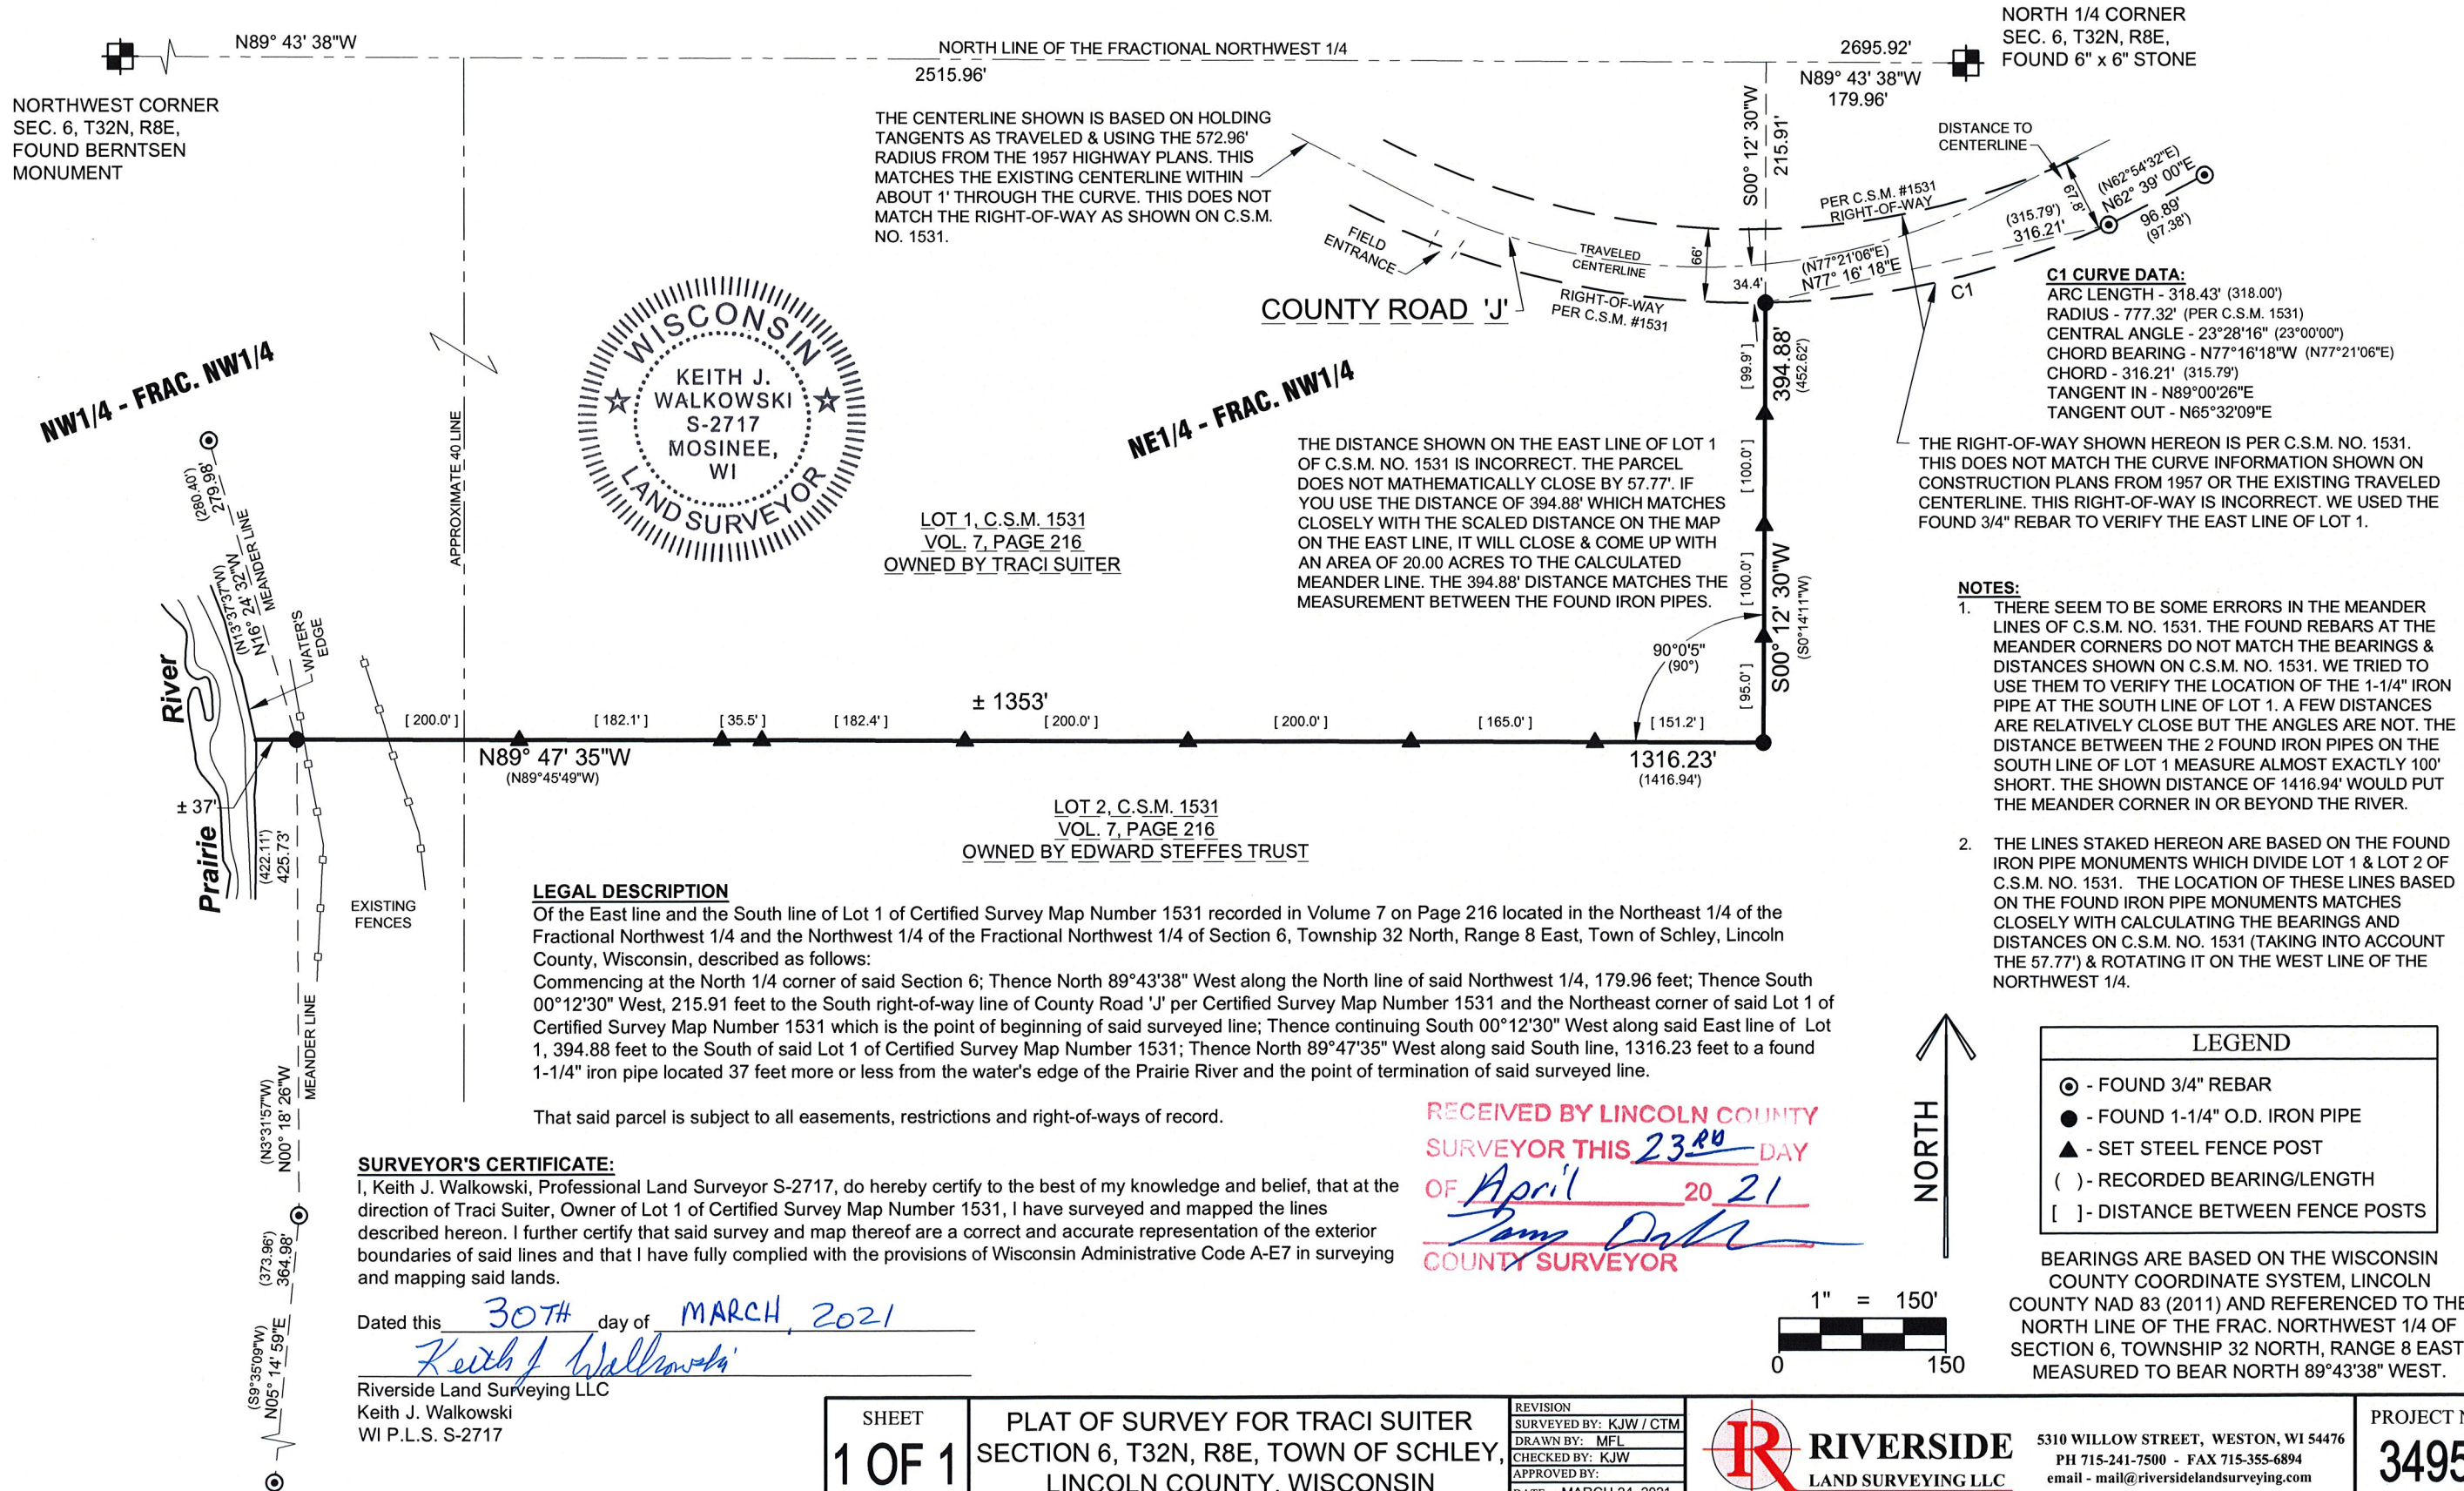 N89° 43' 38"W
NORTH LINE OF THE FRACTIONAL NORTHWEST 1/4
2515.96'
2695.92'
N89° 43' 38"W
179.96'
NORTH 1/4 CORNER
SEC. 6, T32N, R8E,
FOUND 6" x 6" STONE
NORTHWEST CORNER
SEC. 6, T32N, R8E,
FOUND BERNTSEN
MONUMENT
THE CENTERLINE SHOWN IS BASED ON HOLDING
TANGENTS AS TRAVELED & USING THE 572.96'
RADIUS FROM THE 1957 HIGHWAY PLANS. THIS
MATCHES THE EXISTING CENTERLINE WITHIN
ABOUT 1' THROUGH THE CURVE. THIS DOES NOT
MATCH THE RIGHT-OF-WAY AS SHOWN ON C.S.M.
NO. 1531.
S00° 12' 30"W
215.91'
DISTANCE TO
CENTERLINE
67.8'
(N62°54'32"E)
N62° 39' 00"E
96.89'
(97.38')
PER C.S.M. #1531
RIGHT-OF-WAY
(315.79')
316.21'
(N77°21'06"E)
N77° 16' 18"E
FIELD
ENTRANCE
TRAVELED
CENTERLINE
66'
34.4'
RIGHT-OF-WAY
PER C.S.M. #1531
COUNTY ROAD 'J'
C1
C1 CURVE DATA:
ARC LENGTH - 318.43' (318.00')
RADIUS - 777.32' (PER C.S.M. 1531)
CENTRAL ANGLE - 23°28'16" (23°00'00")
CHORD BEARING - N77°16'18"W (N77°21'06"E)
CHORD - 316.21' (315.79')
TANGENT IN - N89°00'26"E
TANGENT OUT - N65°32'09"E
NW1/4 - FRAC. NW1/4
APPROXIMATE 40 LINE
WISCONSIN
KEITH J.
WALKOWSKI
S-2717
MOSINEE,
WI
LAND SURVEYOR
NE1/4 - FRAC. NW1/4
[ 99.9' ]
394.88'
(452.62')
[ 100.0' ]
[ 100.0' ]
[ 95.0' ]
S00° 12' 30"W
(S0°14'11"W)
THE DISTANCE SHOWN ON THE EAST LINE OF LOT 1
OF C.S.M. NO. 1531 IS INCORRECT. THE PARCEL
DOES NOT MATHEMATICALLY CLOSE BY 57.77'. IF
YOU USE THE DISTANCE OF 394.88' WHICH MATCHES
CLOSELY WITH THE SCALED DISTANCE ON THE MAP
ON THE EAST LINE, IT WILL CLOSE & COME UP WITH
AN AREA OF 20.00 ACRES TO THE CALCULATED
MEANDER LINE. THE 394.88' DISTANCE MATCHES THE
MEASUREMENT BETWEEN THE FOUND IRON PIPES.
THE RIGHT-OF-WAY SHOWN HEREON IS PER C.S.M. NO. 1531.
THIS DOES NOT MATCH THE CURVE INFORMATION SHOWN ON
CONSTRUCTION PLANS FROM 1957 OR THE EXISTING TRAVELED
CENTERLINE. THIS RIGHT-OF-WAY IS INCORRECT. WE USED THE
FOUND 3/4" REBAR TO VERIFY THE EAST LINE OF LOT 1.
LOT 1, C.S.M. 1531
VOL. 7, PAGE 216
OWNED BY TRACI SUITER
(280.40')
279.98'
(N13°37'37"W)
N16° 24' 32"W
MEANDER LINE
WATER'S
EDGE
River
Prairie
± 37'
90°0'5"
(90°)
± 1353'
[ 200.0' ]
[ 182.1' ]
[ 35.5' ]
[ 182.4' ]
[ 200.0' ]
[ 200.0' ]
[ 165.0' ]
[ 151.2' ]
N89° 47' 35"W
(N89°45'49"W)
1316.23'
(1416.94')
LOT 2, C.S.M. 1531
VOL. 7, PAGE 216
OWNED BY EDWARD STEFFES TRUST
(422.11')
425.73'
EXISTING
FENCES
MEANDER LINE
(N3°31'57"W)
N00° 18' 26"W
(373.96')
364.98'
(S9°35'09"W)
N05° 14' 59"E
NOTES:
1. THERE SEEM TO BE SOME ERRORS IN THE MEANDER
LINES OF C.S.M. NO. 1531. THE FOUND REBARS AT THE
MEANDER CORNERS DO NOT MATCH THE BEARINGS &
DISTANCES SHOWN ON C.S.M. NO. 1531. WE TRIED TO
USE THEM TO VERIFY THE LOCATION OF THE 1-1/4" IRON
PIPE AT THE SOUTH LINE OF LOT 1. A FEW DISTANCES
ARE RELATIVELY CLOSE BUT THE ANGLES ARE NOT. THE
DISTANCE BETWEEN THE 2 FOUND IRON PIPES ON THE
SOUTH LINE OF LOT 1 MEASURE ALMOST EXACTLY 100'
SHORT. THE SHOWN DISTANCE OF 1416.94' WOULD PUT
THE MEANDER CORNER IN OR BEYOND THE RIVER.
2. THE LINES STAKED HEREON ARE BASED ON THE FOUND
IRON PIPE MONUMENTS WHICH DIVIDE LOT 1 & LOT 2 OF
C.S.M. NO. 1531. THE LOCATION OF THESE LINES BASED
ON THE FOUND IRON PIPE MONUMENTS MATCHES
CLOSELY WITH CALCULATING THE BEARINGS AND
DISTANCES ON C.S.M. NO. 1531 (TAKING INTO ACCOUNT
THE 57.77') & ROTATING IT ON THE WEST LINE OF THE
NORTHWEST 1/4.
LEGAL DESCRIPTION
Of the East line and the South line of Lot 1 of Certified Survey Map Number 1531 recorded in Volume 7 on Page 216 located in the Northeast 1/4 of the
Fractional Northwest 1/4 and the Northwest 1/4 of the Fractional Northwest 1/4 of Section 6, Township 32 North, Range 8 East, Town of Schley, Lincoln
County, Wisconsin, described as follows:
Commencing at the North 1/4 corner of said Section 6; Thence North 89°43'38" West along the North line of said Northwest 1/4, 179.96 feet; Thence South
00°12'30" West, 215.91 feet to the South right-of-way line of County Road 'J' per Certified Survey Map Number 1531 and the Northeast corner of said Lot 1 of
Certified Survey Map Number 1531 which is the point of beginning of said surveyed line; Thence continuing South 00°12'30" West along said East line of Lot
1, 394.88 feet to the South of said Lot 1 of Certified Survey Map Number 1531; Thence North 89°47'35" West along said South line, 1316.23 feet to a found
1-1/4" iron pipe located 37 feet more or less from the water's edge of the Prairie River and the point of termination of said surveyed line.
That said parcel is subject to all easements, restrictions and right-of-ways of record.
RECEIVED BY LINCOLN COUNTY
SURVEYOR THIS 23RD DAY
OF April 20 21
COUNTY SURVEYOR
NORTH
LEGEND
- FOUND 3/4" REBAR
- FOUND 1-1/4" O.D. IRON PIPE
- SET STEEL FENCE POST
( ) - RECORDED BEARING/LENGTH
[ ] - DISTANCE BETWEEN FENCE POSTS
SURVEYOR'S CERTIFICATE:
I, Keith J. Walkowski, Professional Land Surveyor S-2717, do hereby certify to the best of my knowledge and belief, that at the
direction of Traci Suiter, Owner of Lot 1 of Certified Survey Map Number 1531, I have surveyed and mapped the lines
described hereon. I further certify that said survey and map thereof are a correct and accurate representation of the exterior
boundaries of said lines and that I have fully complied with the provisions of Wisconsin Administrative Code A-E7 in surveying
and mapping said lands.
Dated this 30TH day of MARCH, 2021
Keith J Walkowski
Riverside Land Surveying LLC
Keith J. Walkowski
WI P.L.S. S-2717
1" = 150'
0 150
BEARINGS ARE BASED ON THE WISCONSIN
COUNTY COORDINATE SYSTEM, LINCOLN
COUNTY NAD 83 (2011) AND REFERENCED TO THE
NORTH LINE OF THE FRAC. NORTHWEST 1/4 OF
SECTION 6, TOWNSHIP 32 NORTH, RANGE 8 EAST
MEASURED TO BEAR NORTH 89°43'38" WEST.
SHEET
1 OF 1
PLAT OF SURVEY FOR TRACI SUITER
SECTION 6, T32N, R8E, TOWN OF SCHLEY,
LINCOLN COUNTY, WISCONSIN
REVISION
SURVEYED BY: KJW / CTM
DRAWN BY: MFL
CHECKED BY: KJW
APPROVED BY:
DATE: MARCH 24, 2021
R
RIVERSIDE
LAND SURVEYING LLC
5310 WILLOW STREET, WESTON, WI 54476
PH 715-241-7500 - FAX 715-355-6894
email - mail@riversidelandsurveying.com
PROJECT N
3495